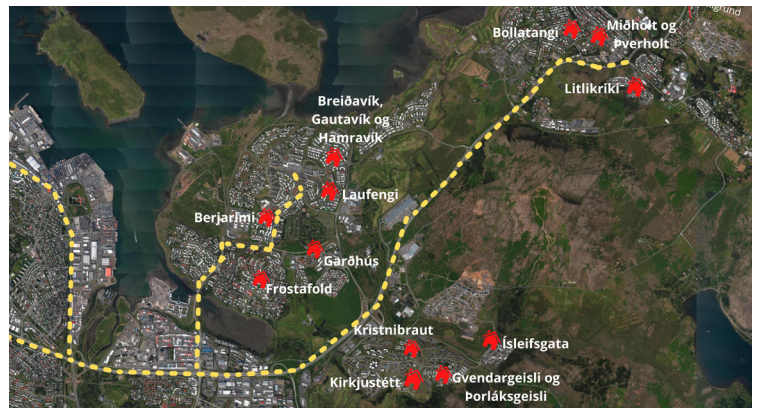 Bollatangi
Miðholt og
Þverholt
Litlikriki
Breiðavík,
Gautavík og
Hamravík
Laufengi
Berjarimi
Garðhús
Frostafold
Kristnibraut
Ísleifsgata
Kirkjustétt
Gvendargeisli og
Þorláksgeisli